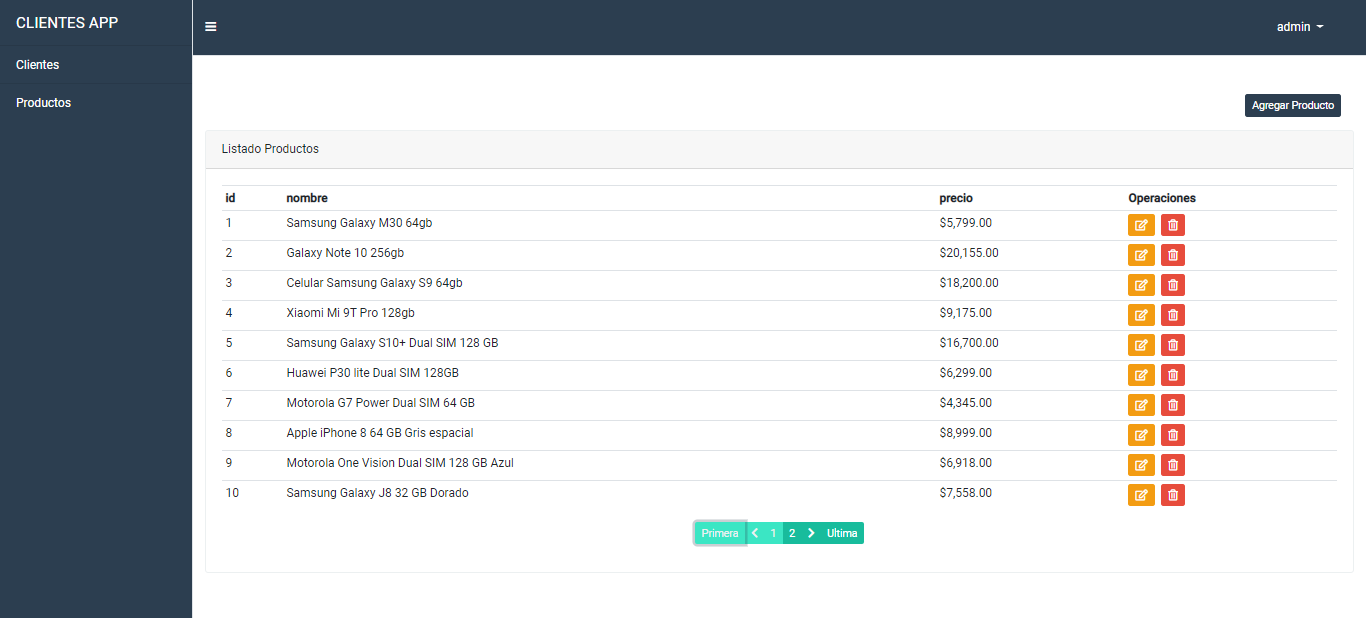 CLIENTES APP
admin
Clientes
Productos
Agregar Producto
Listado Productos
id nombre precio Operaciones
1 Samsung Galaxy M30 64gb $5,799.00
2 Galaxy Note 10 256gb $20,155.00
3 Celular Samsung Galaxy S9 64gb $18,200.00
4 Xiaomi Mi 9T Pro 128gb $9,175.00
5 Samsung Galaxy S10+ Dual SIM 128 GB $16,700.00
6 Huawei P30 lite Dual SIM 128GB $6,299.00
7 Motorola G7 Power Dual SIM 64 GB $4,345.00
8 Apple iPhone 8 64 GB Gris espacial $8,999.00
9 Motorola One Vision Dual SIM 128 GB Azul $6,918.00
10 Samsung Galaxy J8 32 GB Dorado $7,558.00
Primera 1 2 Ultima